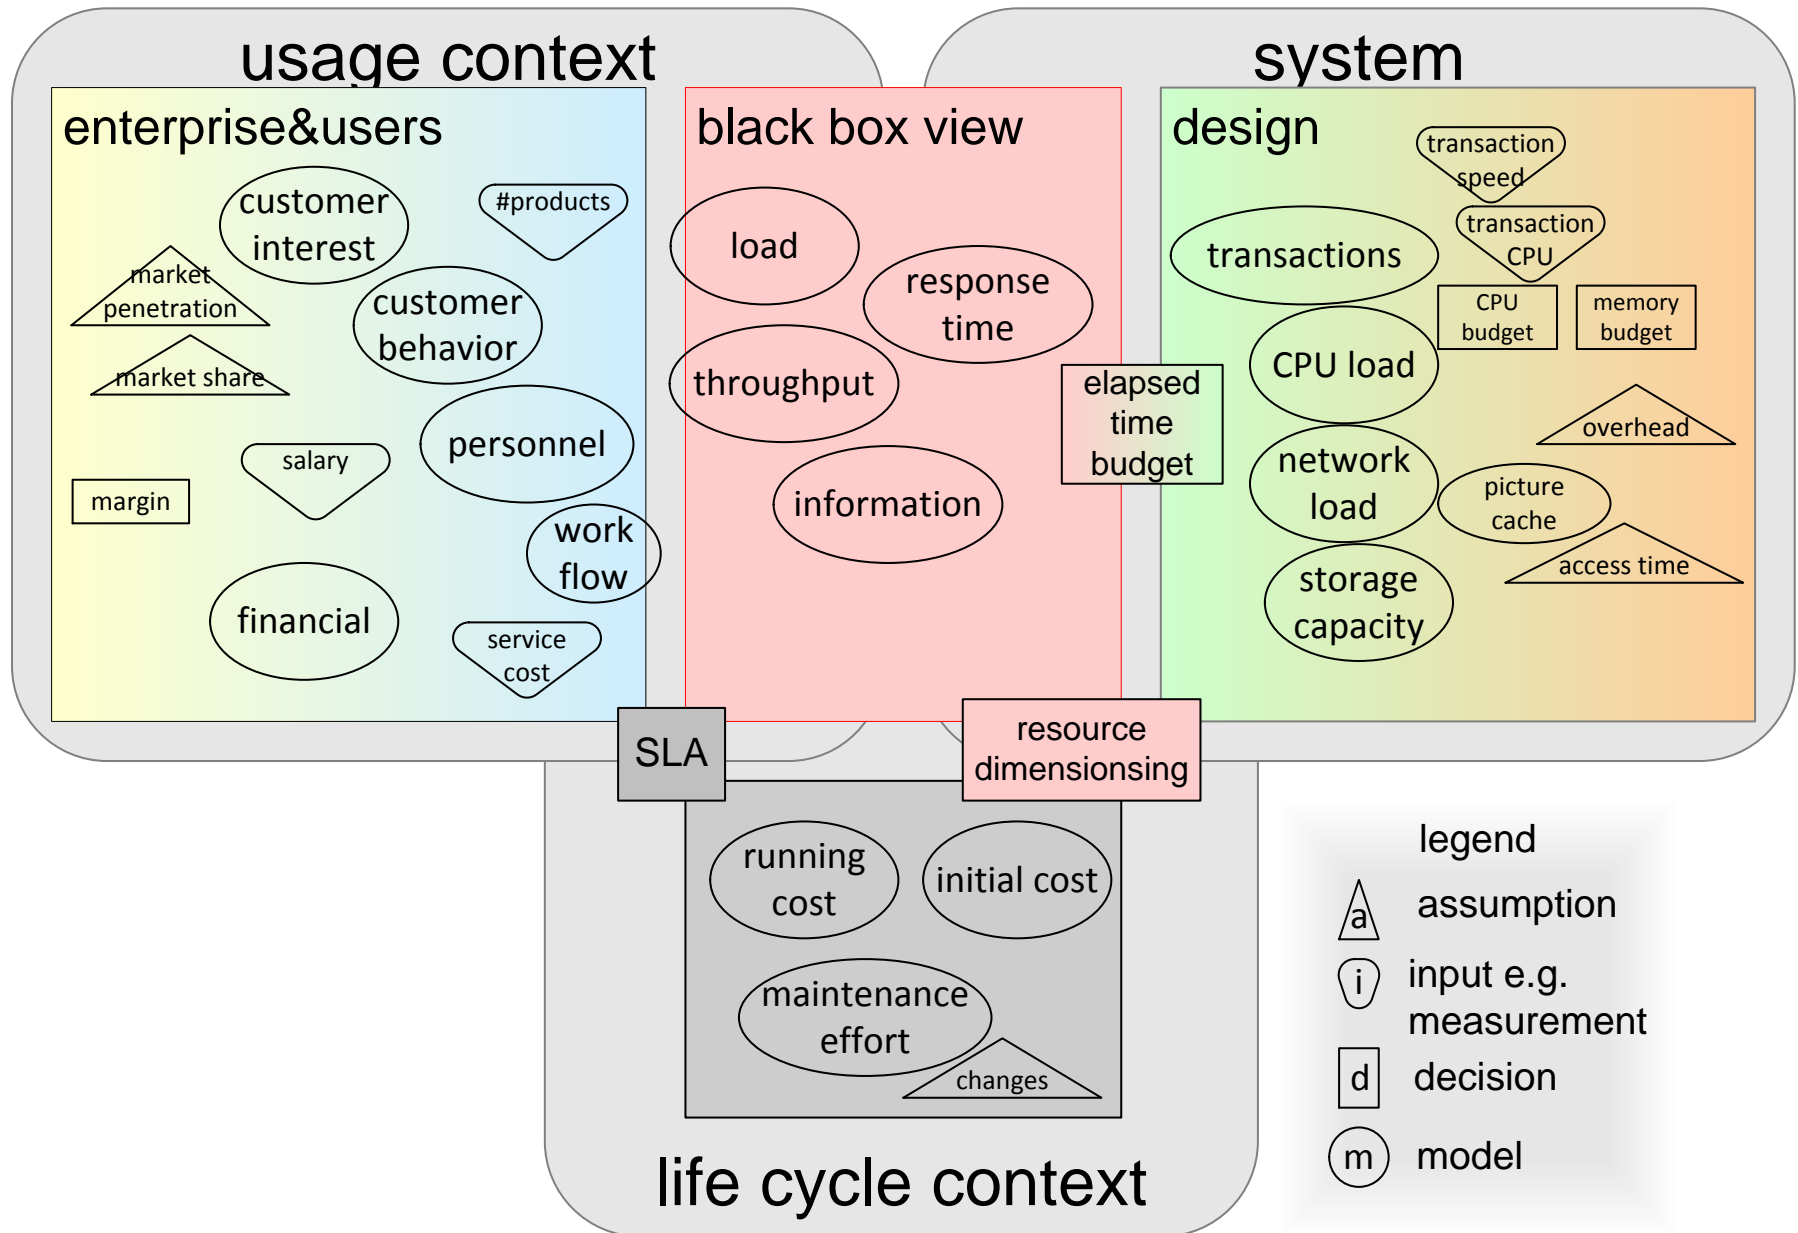 usage context
system
enterprise&users
customer
interest
#products
market
penetration
customer
behavior
market share
personnel
salary
margin
work
flow
financial
service
cost
black box view
load
response
time
throughput
information
elapsed
time
budget
design
transaction
speed
transaction
CPU
transactions
CPU
budget
memory
budget
CPU load
overhead
network
load
picture
cache
access time
storage
capacity
SLA
resource
dimensionsing
running
cost
initial cost
maintenance
effort
changes
life cycle context
legend
a assumption
i input e.g.
measurement
d decision
m model